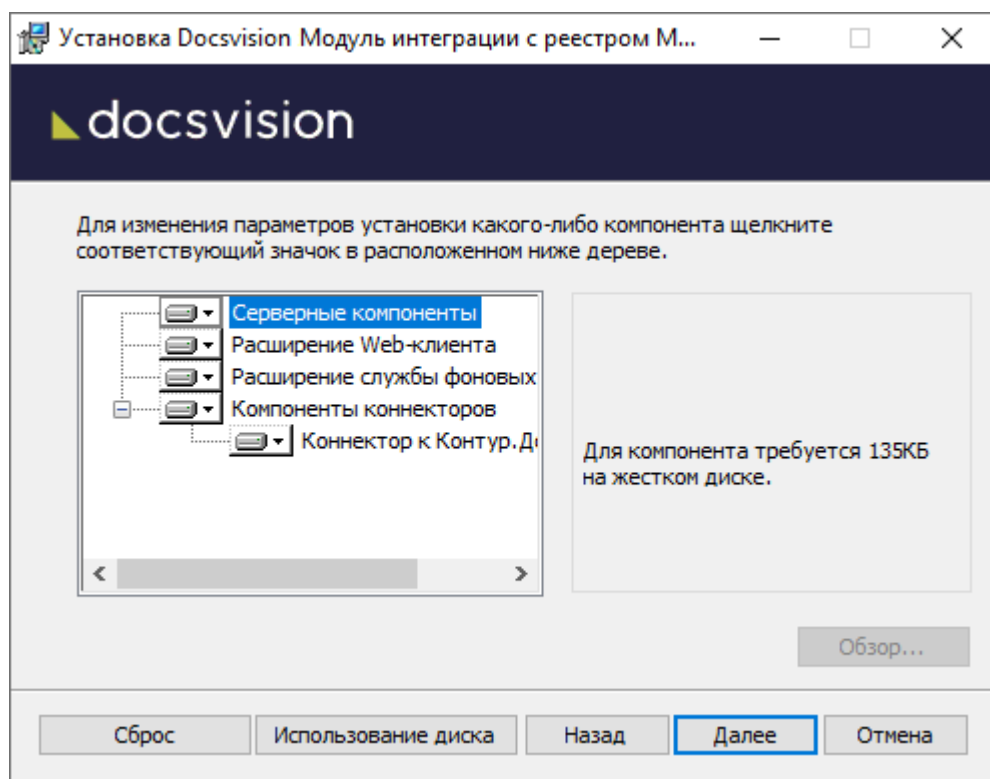 Установка Docsvision Модуль интеграции с реестром М...
docsvision
Для изменения параметров установки какого-либо компонента щелкните
соответствующий значок в расположенном ниже дереве.
Серверные компоненты
Расширение Web-клиента
Расширение службы фоновых
Компоненты коннекторов
Коннектор к Контур.До
Для компонента требуется 135КБ
на жестком диске.
Обзор...
Сброс
Использование диска
Назад
Далее
Отмена